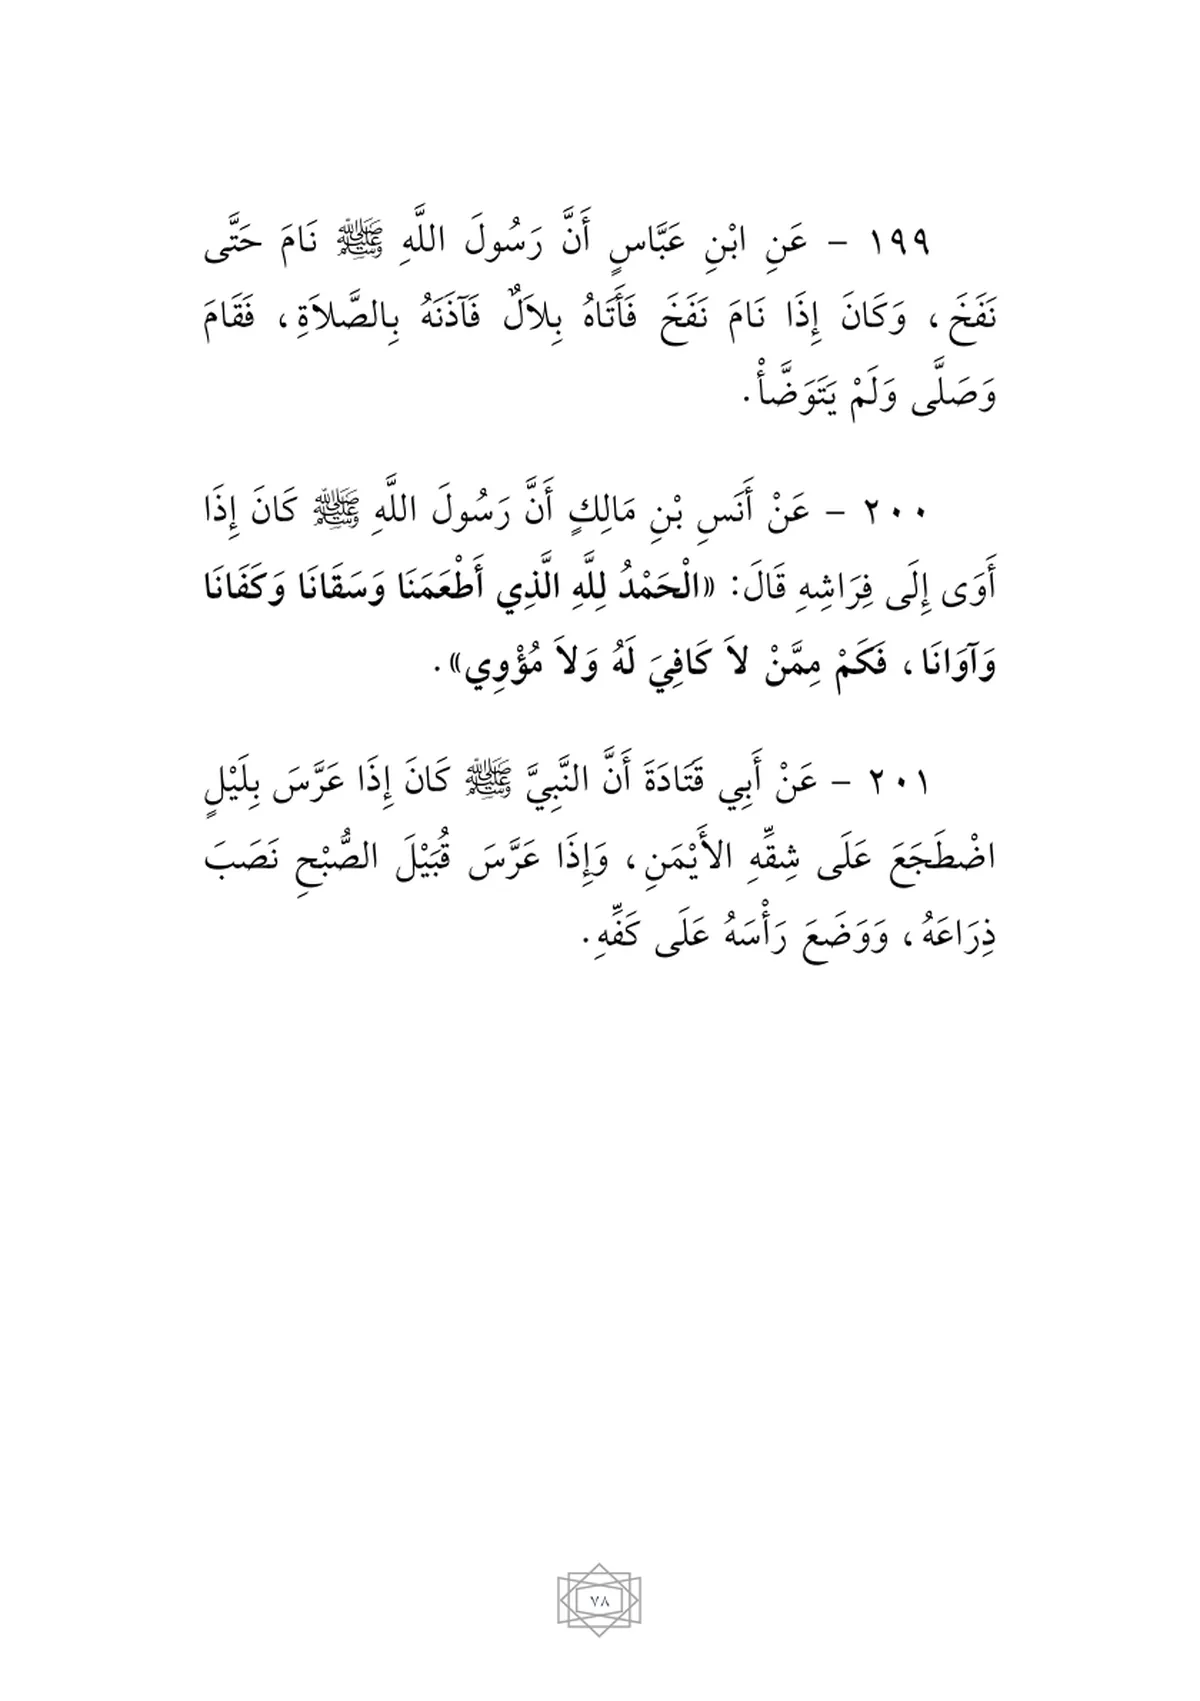 ١٩٩ – عَنِ ابْنِ عَبَّاسٍ أَنَّ رَسُولَ اللَّهِ ﷺ نَامَ حَتَّى
نَفَخَ، وَكَانَ إِذَا نَامَ نَفَخَ فَأَتَاهُ بِلاَلٌ فَآذَنَهُ بِالصَّلاَةِ، فَقَامَ
وَصَلَّى وَلَمْ يَتَوَضَّأْ.
٢٠٠ – عَنْ أَنَسِ بْنِ مَالِكٍ أَنَّ رَسُولَ اللَّهِ ﷺ كَانَ إِذَا
أَوَى إِلَى فِرَاشِهِ قَالَ: «الْحَمْدُ لِلَّهِ الَّذِي أَطْعَمَنَا وَسَقَانَا وَكَفَانَا
وَآوَانَا، فَكَمْ مِمَّنْ لاَ كَافِيَ لَهُ وَلاَ مُؤْوِي».
٢٠١ – عَنْ أَبِي قَتَادَةَ أَنَّ النَّبِيَّ ﷺ كَانَ إِذَا عَرَّسَ بِلَيْلٍ
اضْطَجَعَ عَلَى شِقِّهِ الأَيْمَنِ، وَإِذَا عَرَّسَ قُبَيْلَ الصُّبْحِ نَصَبَ
ذِرَاعَهُ، وَوَضَعَ رَأْسَهُ عَلَى كَفِّهِ.
٧٨